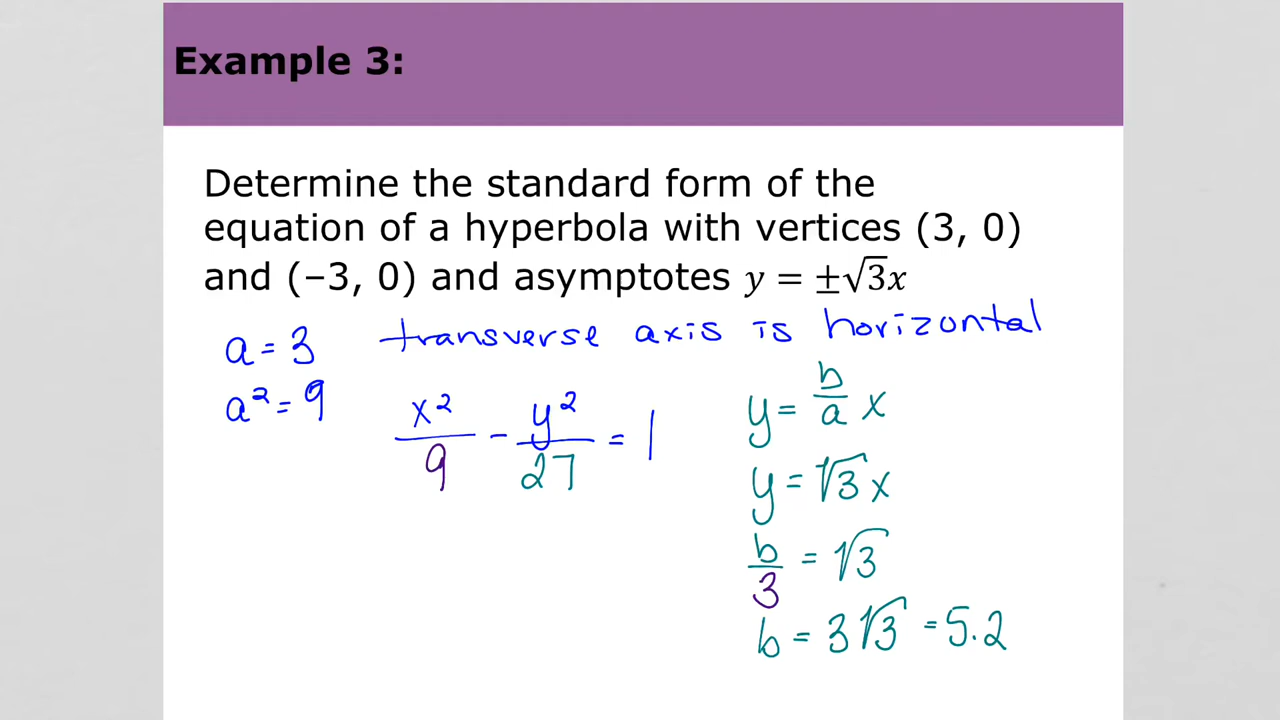 Example 3:
Determine the standard form of the
equation of a hyperbola with vertices (3, 0)
and (–3, 0) and asymptotes y = ±√3x
a = 3
transverse axis is horizontal
a² = 9
x²/9 - y²/27 = 1
y = b/a x
y = √3 x
b/3 = √3
b = 3√3 = 5.2